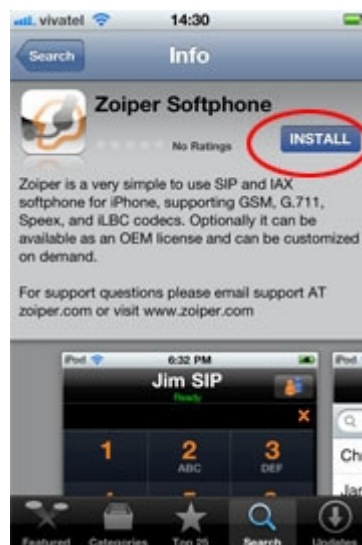 vivatel 14:30
Search Info
Zoiper Softphone
No Ratings INSTALL
Zoiper is a very simple to use SIP and IAX
softphone for iPhone, supporting GSM, G.711,
Speex, and iLBC codecs. Optionally it can be
available as an OEM license and can be customized
on demand.
For support questions please email support AT
zoiper.com or visit www.zoiper.com
iPod 6:32 PM iPod
Jim SIP
Ready
1 2 3
ABC DEF
Featured Categories Top 25 Search Updates